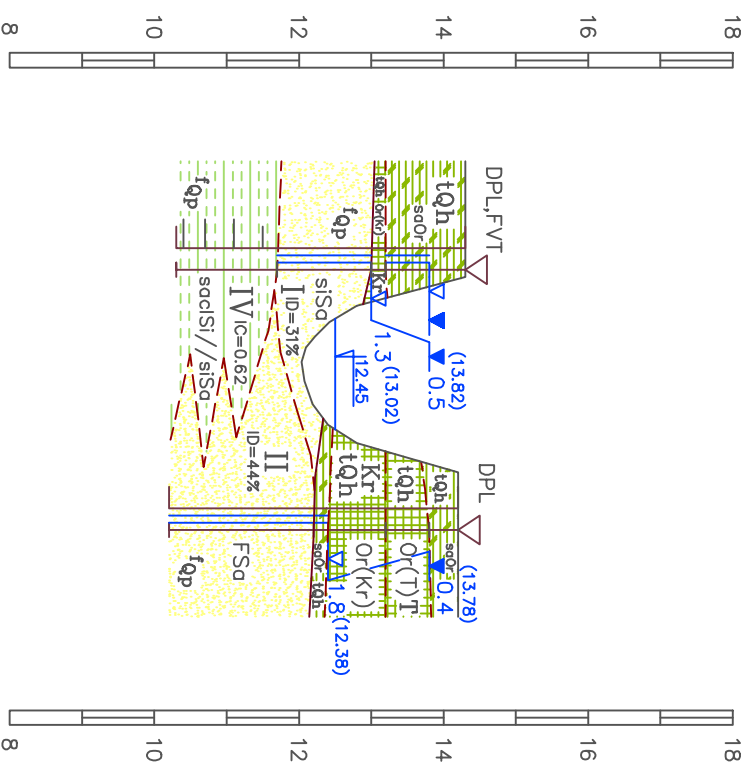 18
16
14
12
10
8
DPL,FVT
tQh
saOr
tQh Or(Kr)
Kr
fQp
siSa
I ID=31%
fQp
IV IC=0.62
saclSi//siSa
(13.82)
0.5
1.3 (13.02)
12.45
DPL
tQh
saOr
(13.78)
0.4
tQh
Or(T)T
Kr
tQh
Or(Kr)
1.8 (12.38)
saOr tQh
II
ID=44%
FSa
fQp
18
16
14
12
10
8